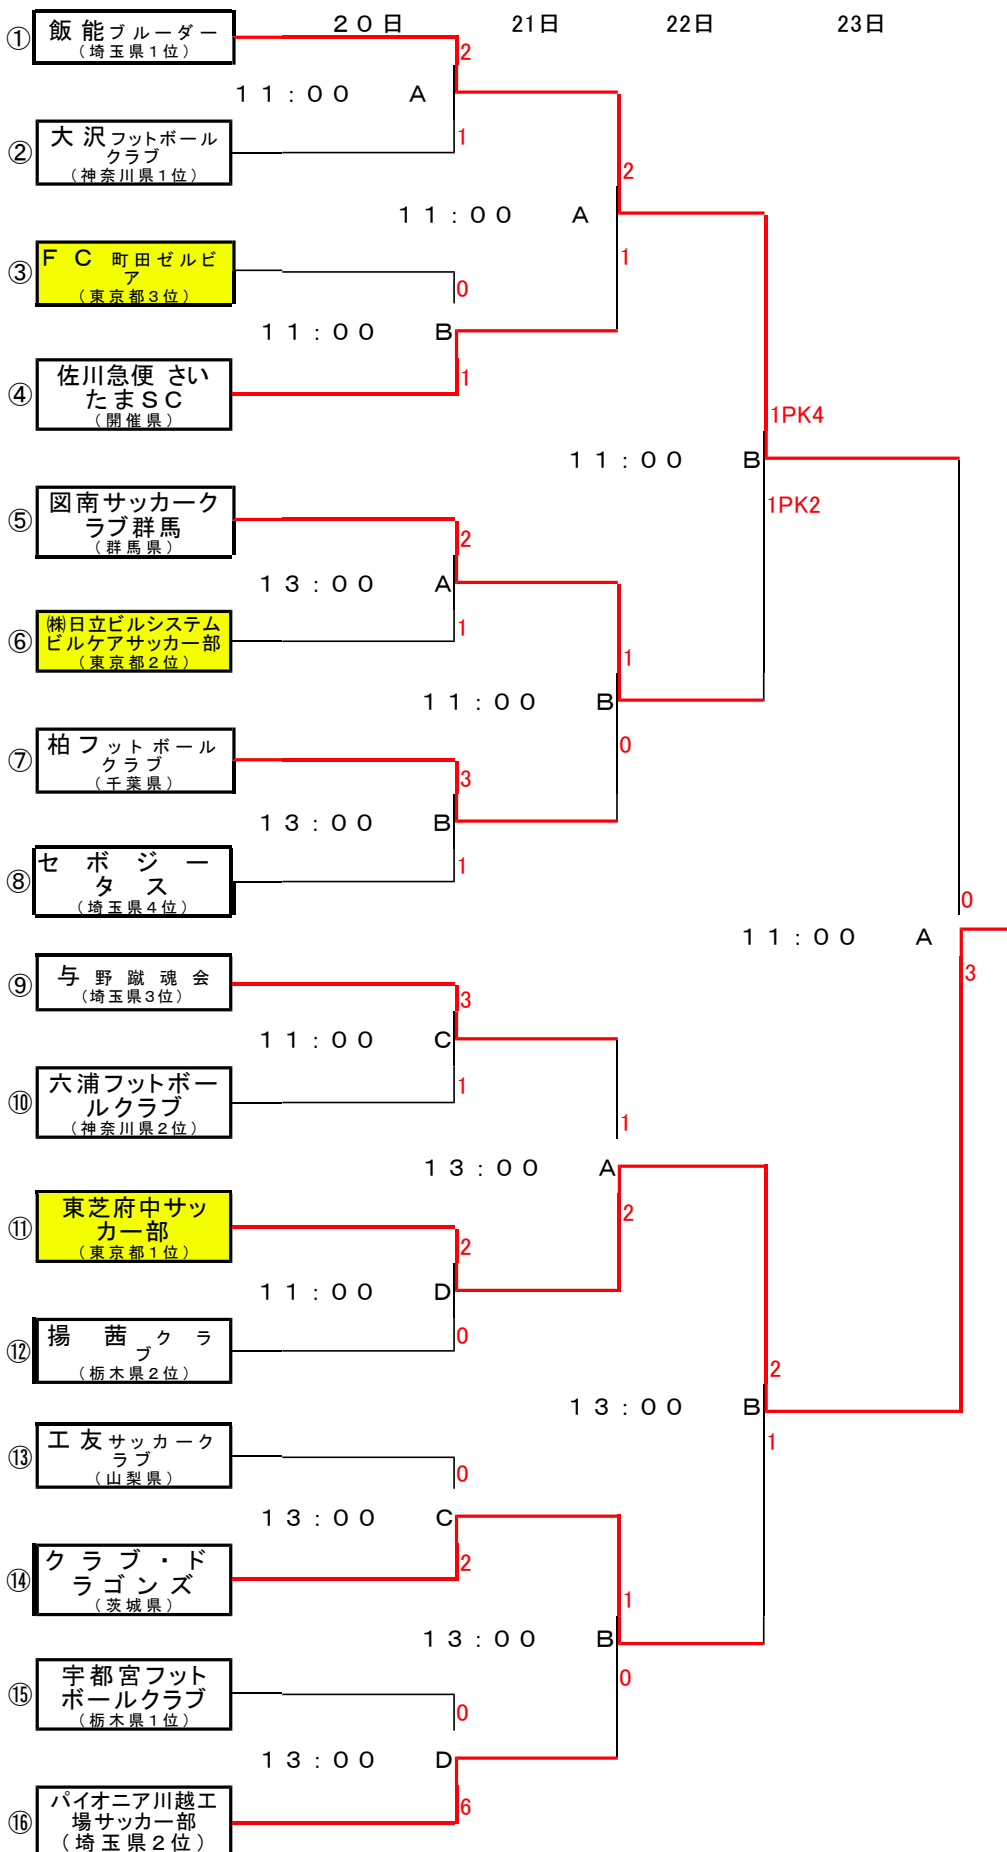 ２０日　21日　22日　23日
① 飯能ブルーダー
（埼玉県１位）
2
１１：００　A
1
② 大沢フットボール
クラブ
（神奈川県１位）
2
１１：００　A
1
③ ＦＣ町田ゼルビ
ア
（東京都３位）
0
１１：００　B
1
④ 佐川急便 さい
たまＳＣ
（開催県）
1PK4
１１：００　B
1PK2
⑤ 図南サッカーク
ラブ群馬
（群馬県）
2
１３：００　A
1
⑥ ㈱日立ビルシステム
ビルケアサッカー部
（東京都２位）
1
１１：００　B
0
⑦ 柏フットボール
クラブ
（千葉県）
3
１３：００　B
1
⑧ セボジー
タス
（埼玉県４位）
0
１１：００　A
3
⑨ 与野蹴魂会
（埼玉県３位）
3
１１：００　C
1
⑩ 六浦フットボー
ルクラブ
（神奈川県２位）
1
１３：００　A
2
⑪ 東芝府中サッ
カー部
（東京都１位）
2
１１：００　D
0
⑫ 揚茜クラ
ブ
（栃木県２位）
2
１３：００　B
1
⑬ 工友サッカーク
ラブ
（山梨県）
0
１３：００　C
2
⑭ クラブ・ド
ラゴンズ
（茨城県）
1
１３：００　B
0
⑮ 宇都宮フット
ボールクラブ
（栃木県１位）
0
１３：００　D
6
⑯ パイオニア川越工
場サッカー部
（埼玉県２位）